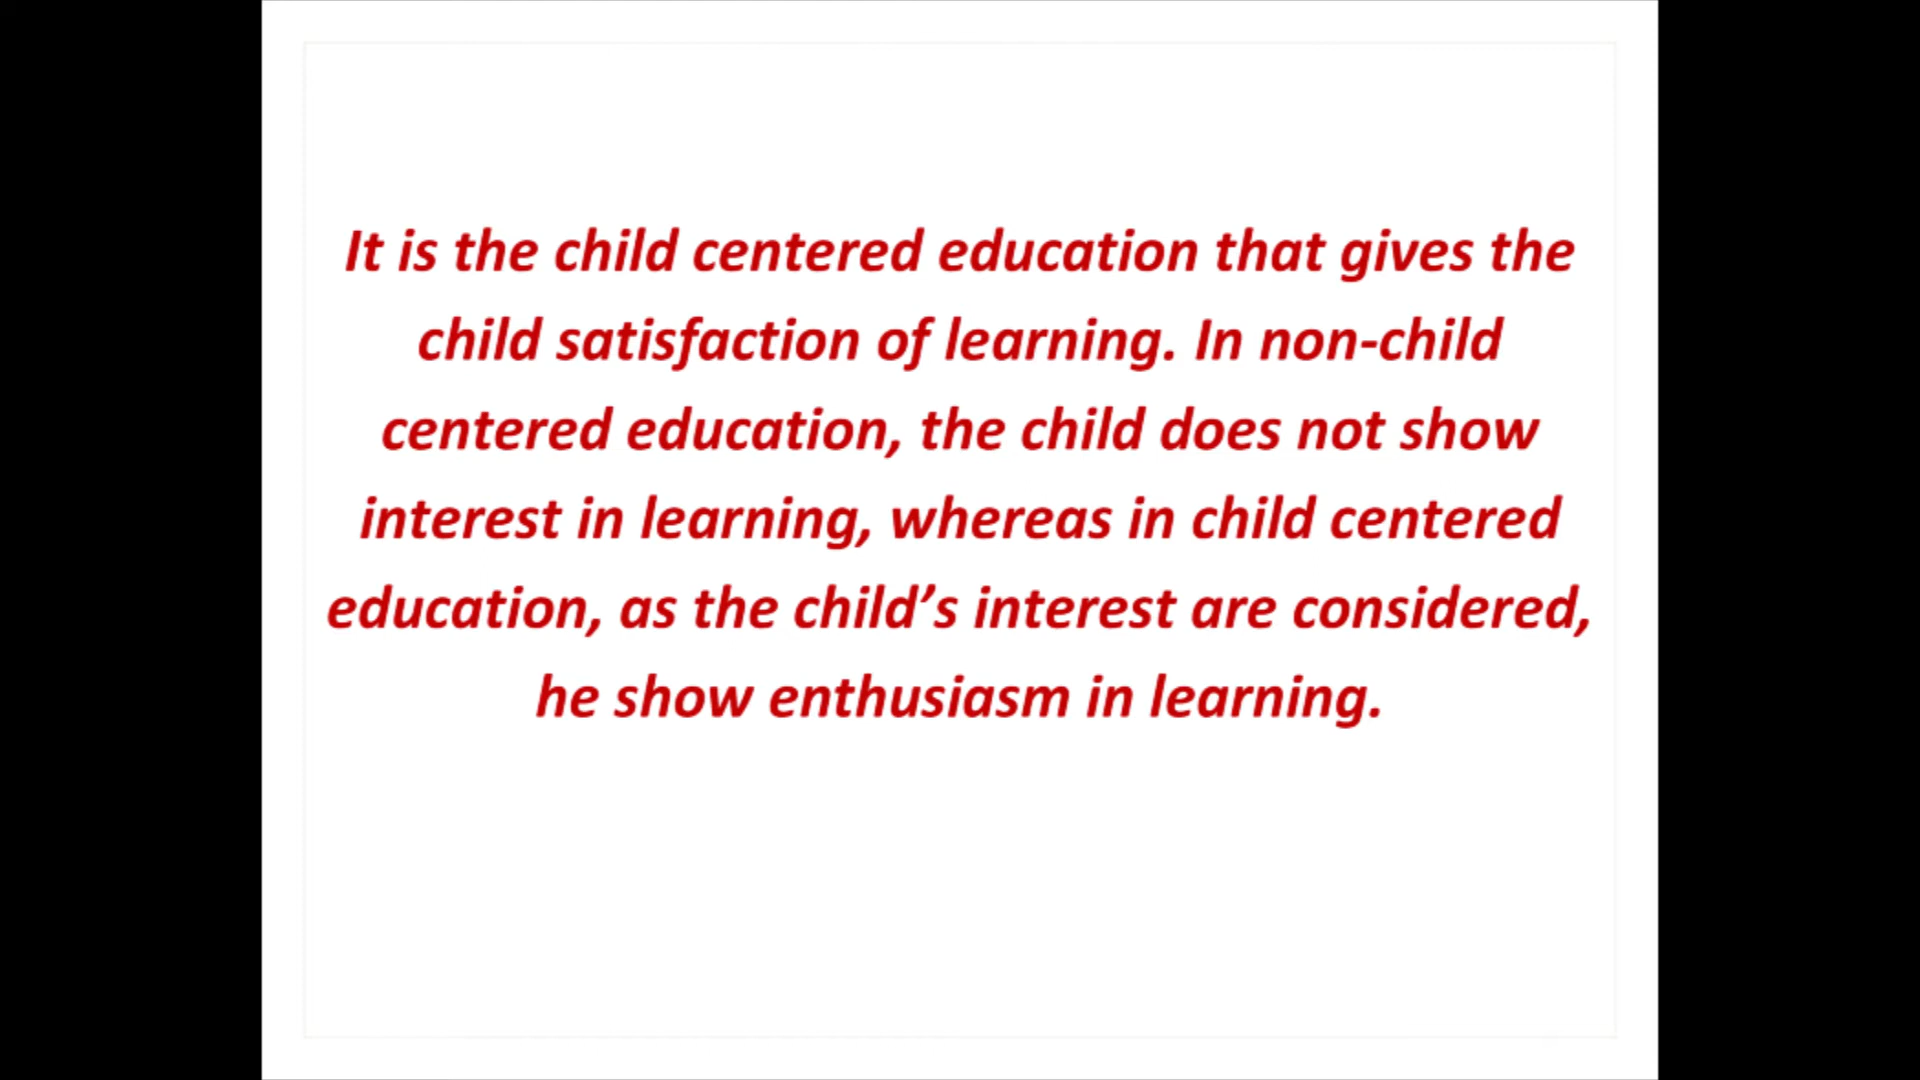 It is the child centered education that gives the
child satisfaction of learning. In non-child
centered education, the child does not show
interest in learning, whereas in child centered
education, as the child’s interest are considered,
he show enthusiasm in learning.